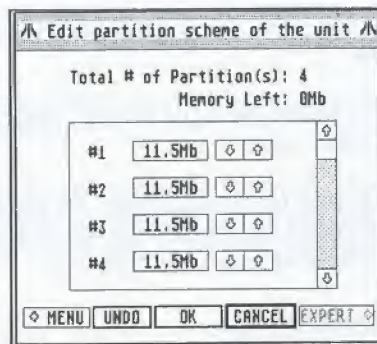 Edit partition scheme of the unit
Total # of Partition(s): 4
Memory Left: 0Mb
#1 11.5Mb
#2 11.5Mb
#3 11.5Mb
#4 11.5Mb
MENU UNDO OK CANCEL EXPERT